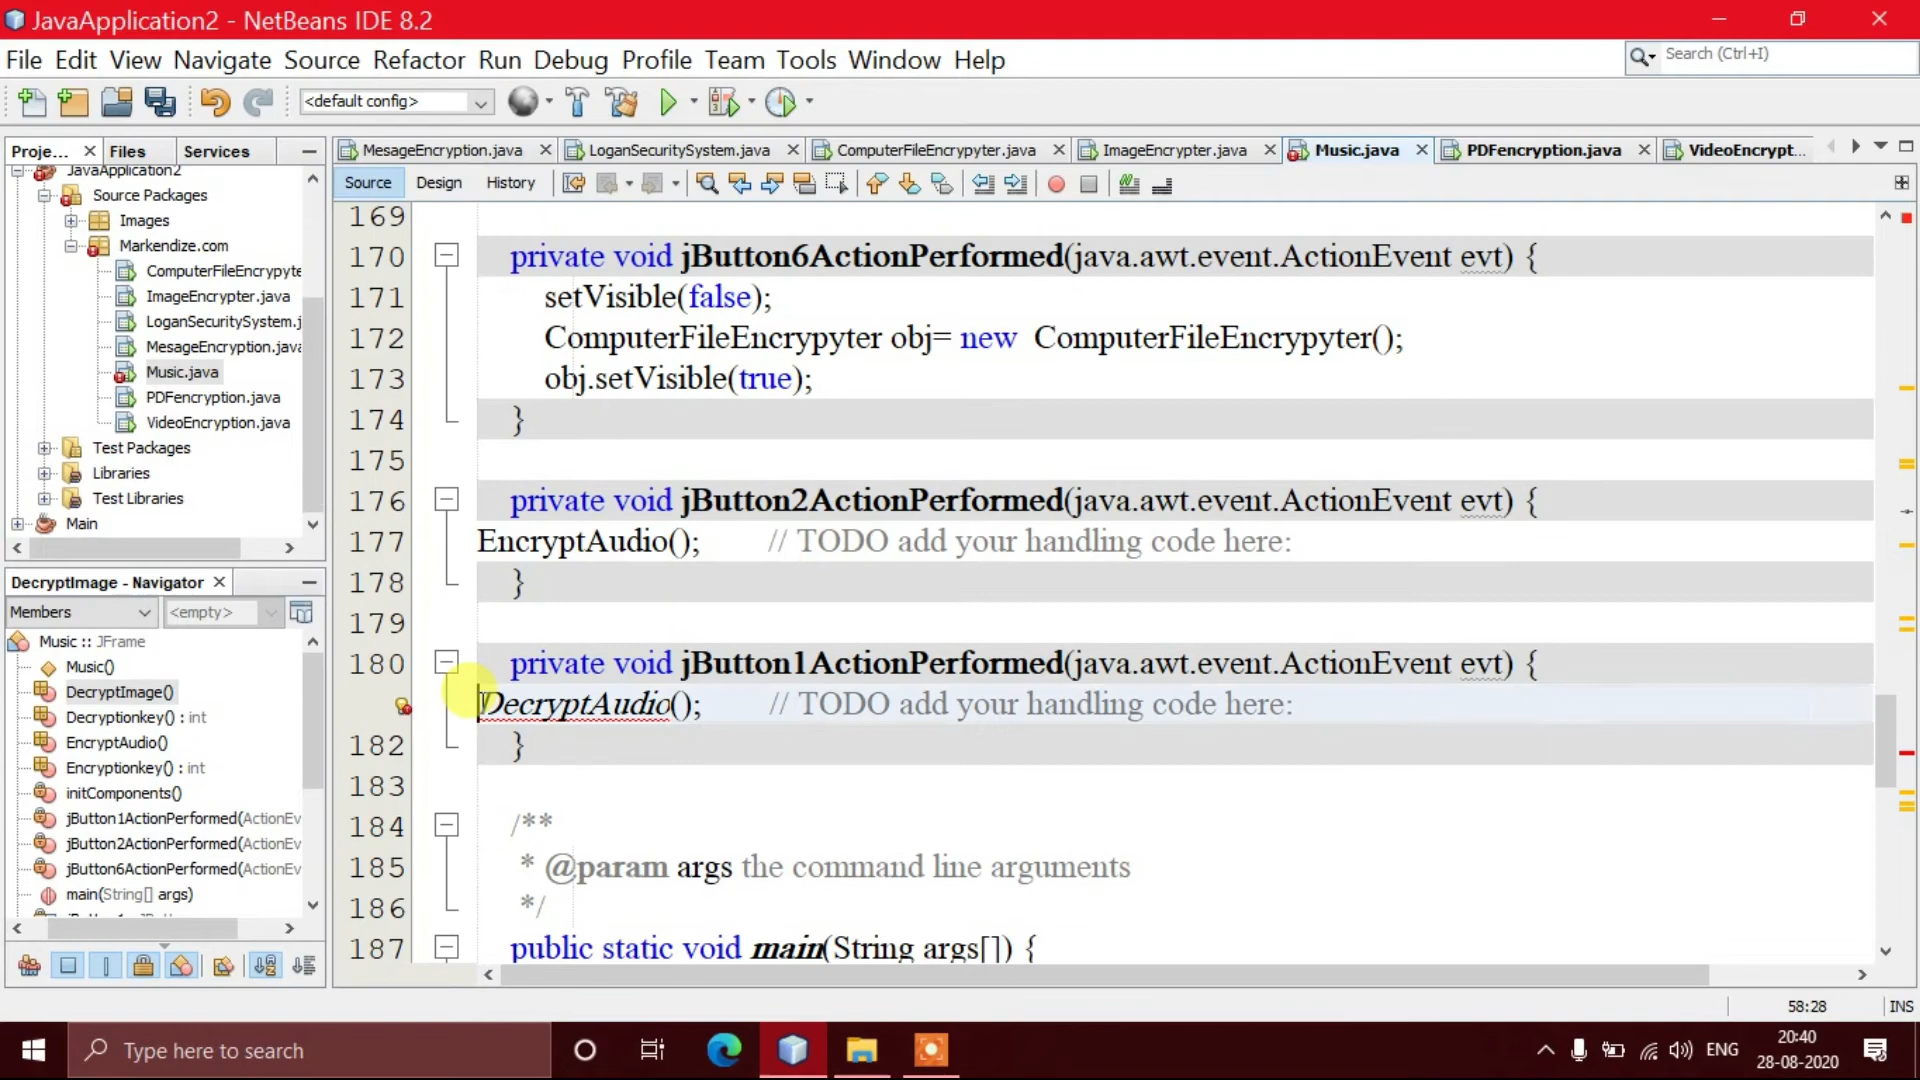 JavaApplication2 - NetBeans IDE 8.2
File Edit View Navigate Source Refactor Run Debug Profile Team Tools Window Help
Search (Ctrl+I)
<default config>
Proje... Files Services
MesageEncryption.java LoganSecuritySystem.java ComputerFileEncrypyter.java ImageEncrypter.java Music.java PDFencryption.java VideoEncrypt...
Source Design History
JavaApplication2
Source Packages
Images
Markendize.com
ComputerFileEncrypyte
ImageEncrypter.java
LoganSecuritySystem.j
MesageEncryption.java
Music.java
PDFencryption.java
VideoEncryption.java
Test Packages
Libraries
Test Libraries
Main
DecryptImage - Navigator
Members <empty>
Music :: JFrame
Music()
DecryptImage()
Decryptionkey() : int
EncryptAudio()
Encryptionkey() : int
initComponents()
jButton1ActionPerformed(ActionEv
jButton2ActionPerformed(ActionEv
jButton6ActionPerformed(ActionEv
main(String[] args)
169
170 private void jButton6ActionPerformed(java.awt.event.ActionEvent evt) {
171 setVisible(false);
172 ComputerFileEncrypyter obj= new  ComputerFileEncrypyter();
173 obj.setVisible(true);
174 }
175
176 private void jButton2ActionPerformed(java.awt.event.ActionEvent evt) {
177 EncryptAudio(); // TODO add your handling code here:
178 }
179
180 private void jButton1ActionPerformed(java.awt.event.ActionEvent evt) {
DecryptAudio(); // TODO add your handling code here:
182 }
183
184 /**
185 * @param args the command line arguments
186 */
187 public static void main(String args[]) {
58:28 INS
Type here to search
ENG
20:40
28-08-2020